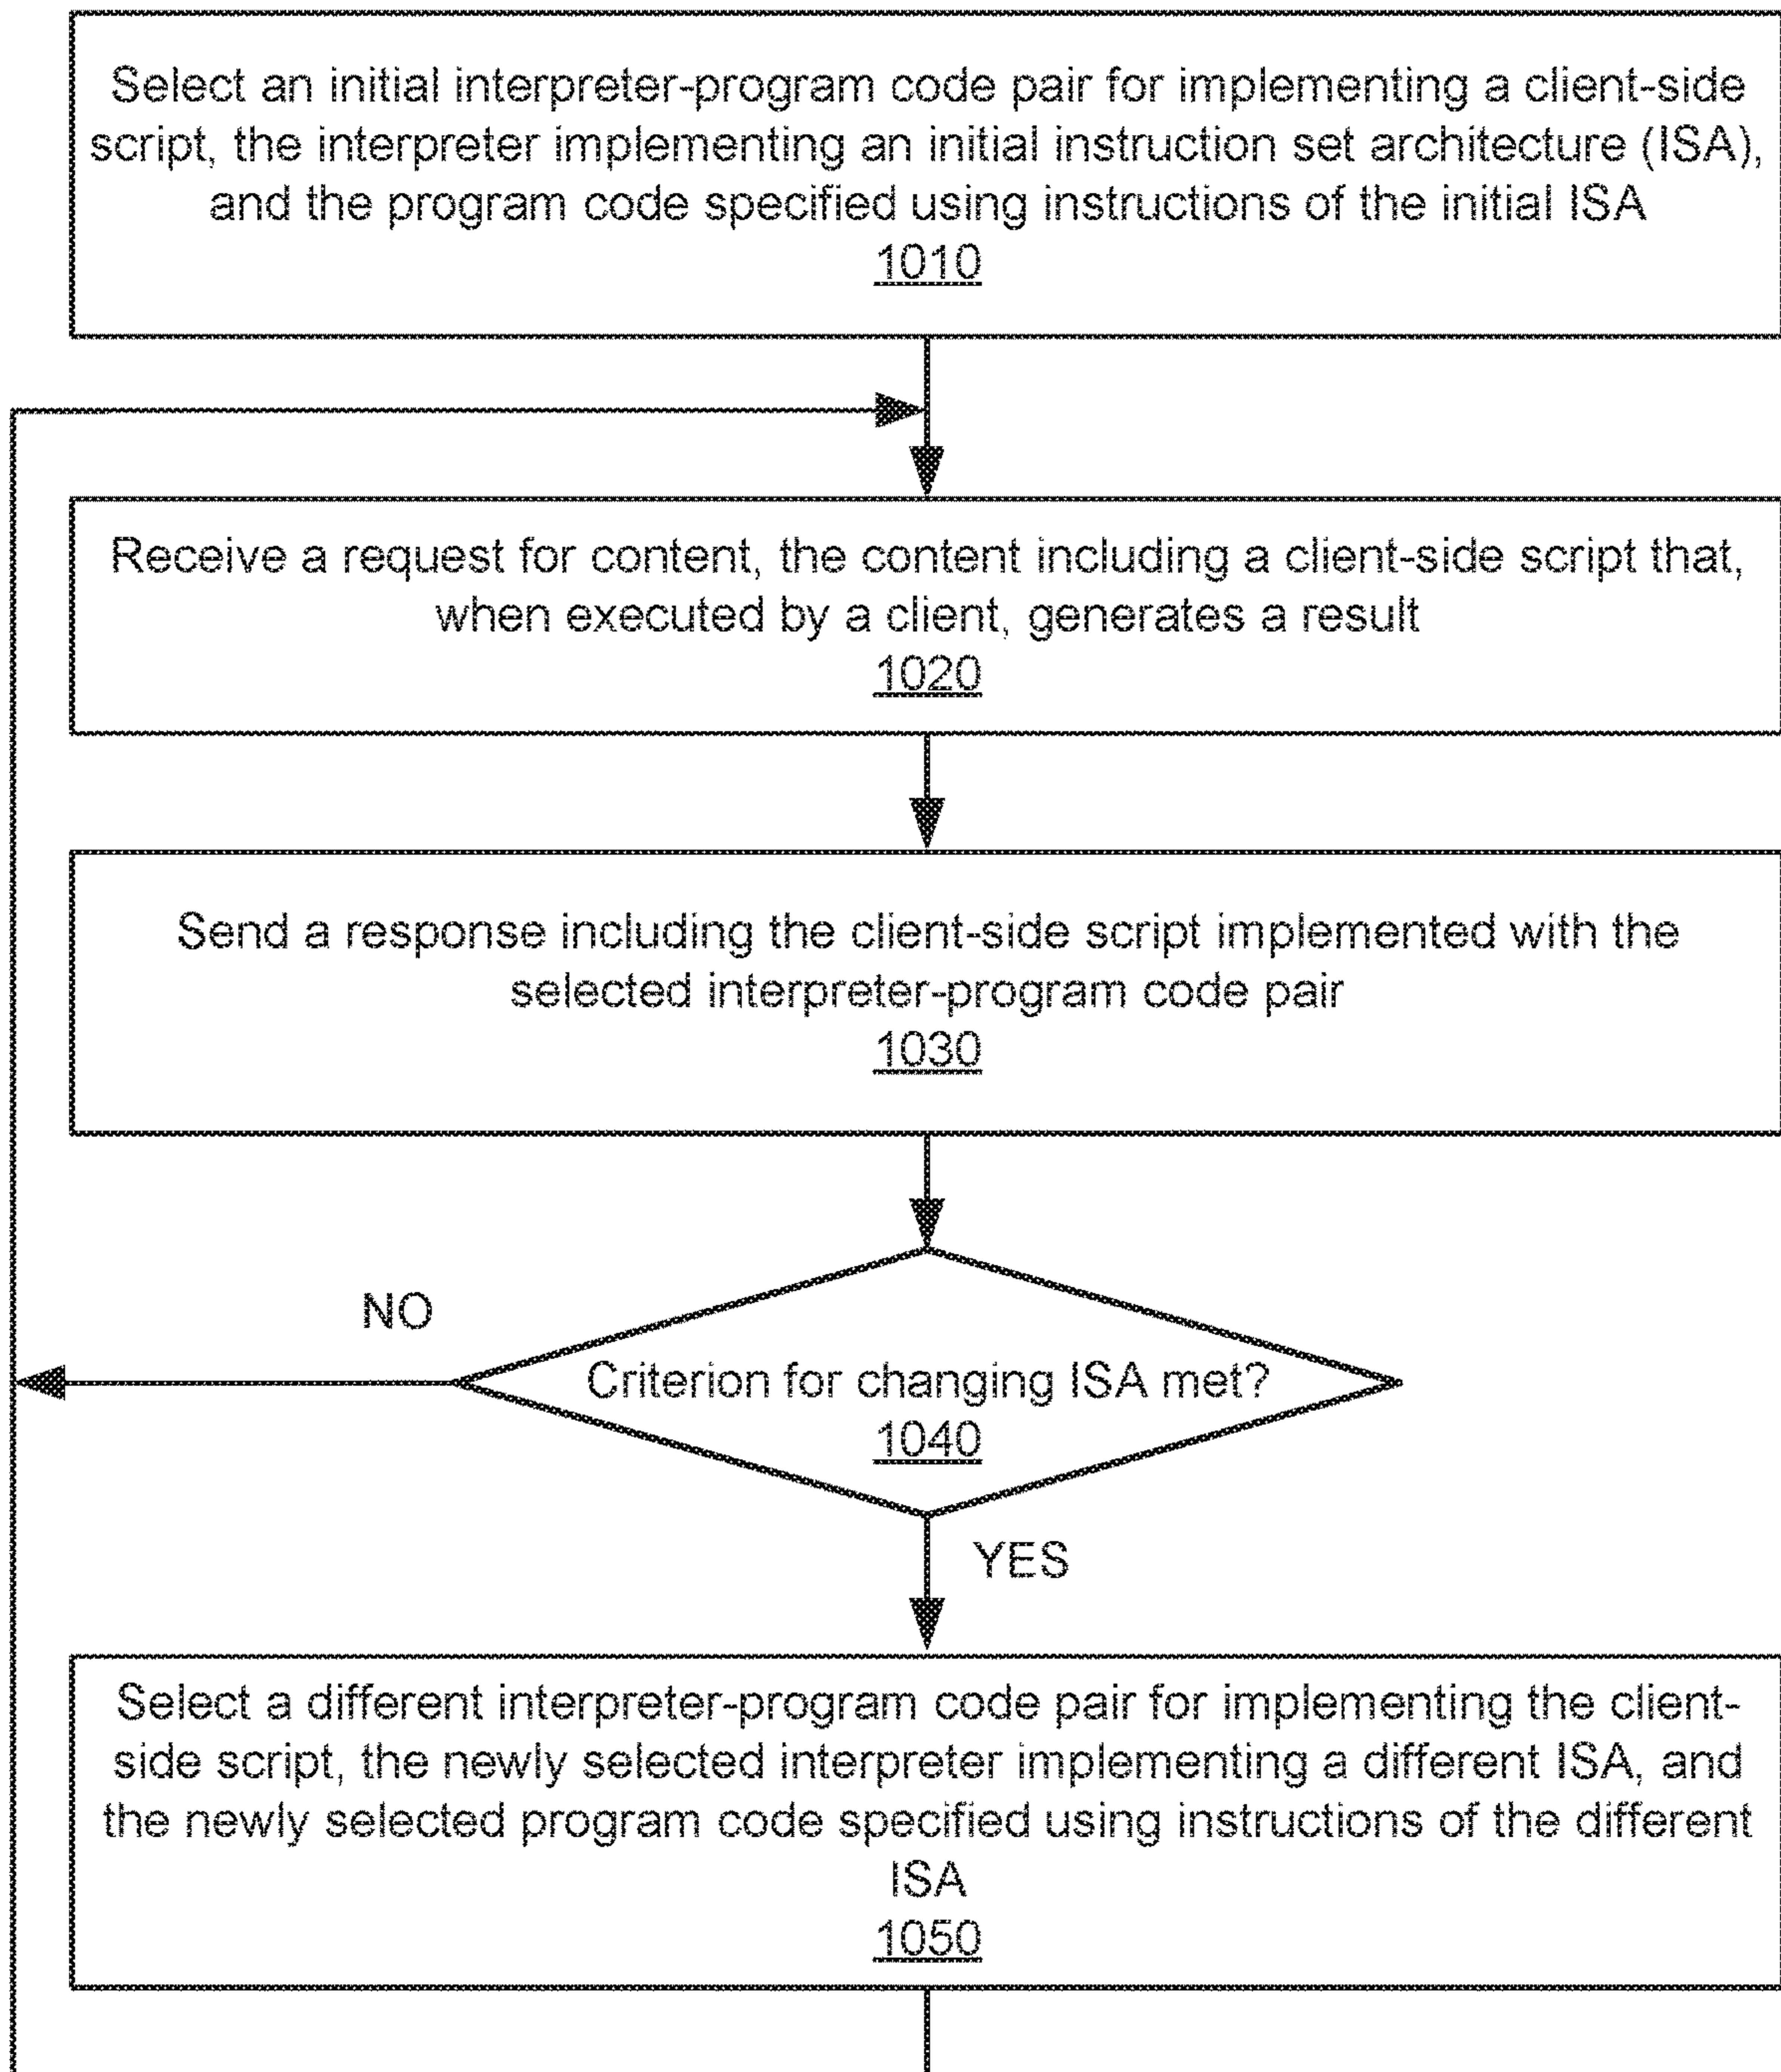 Select an initial interpreter-program code pair for implementing a client-side
script, the interpreter implementing an initial instruction set architecture (ISA),
and the program code specified using instructions of the initial ISA
1010
Receive a request for content, the content including a client-side script that,
when executed by a client, generates a result
1020
Send a response including the client-side script implemented with the
selected interpreter-program code pair
1030
NO
Criterion for changing ISA met?
1040
YES
Select a different interpreter-program code pair for implementing the client-
side script, the newly selected interpreter implementing a different ISA, and
the newly selected program code specified using instructions of the different
ISA
1050